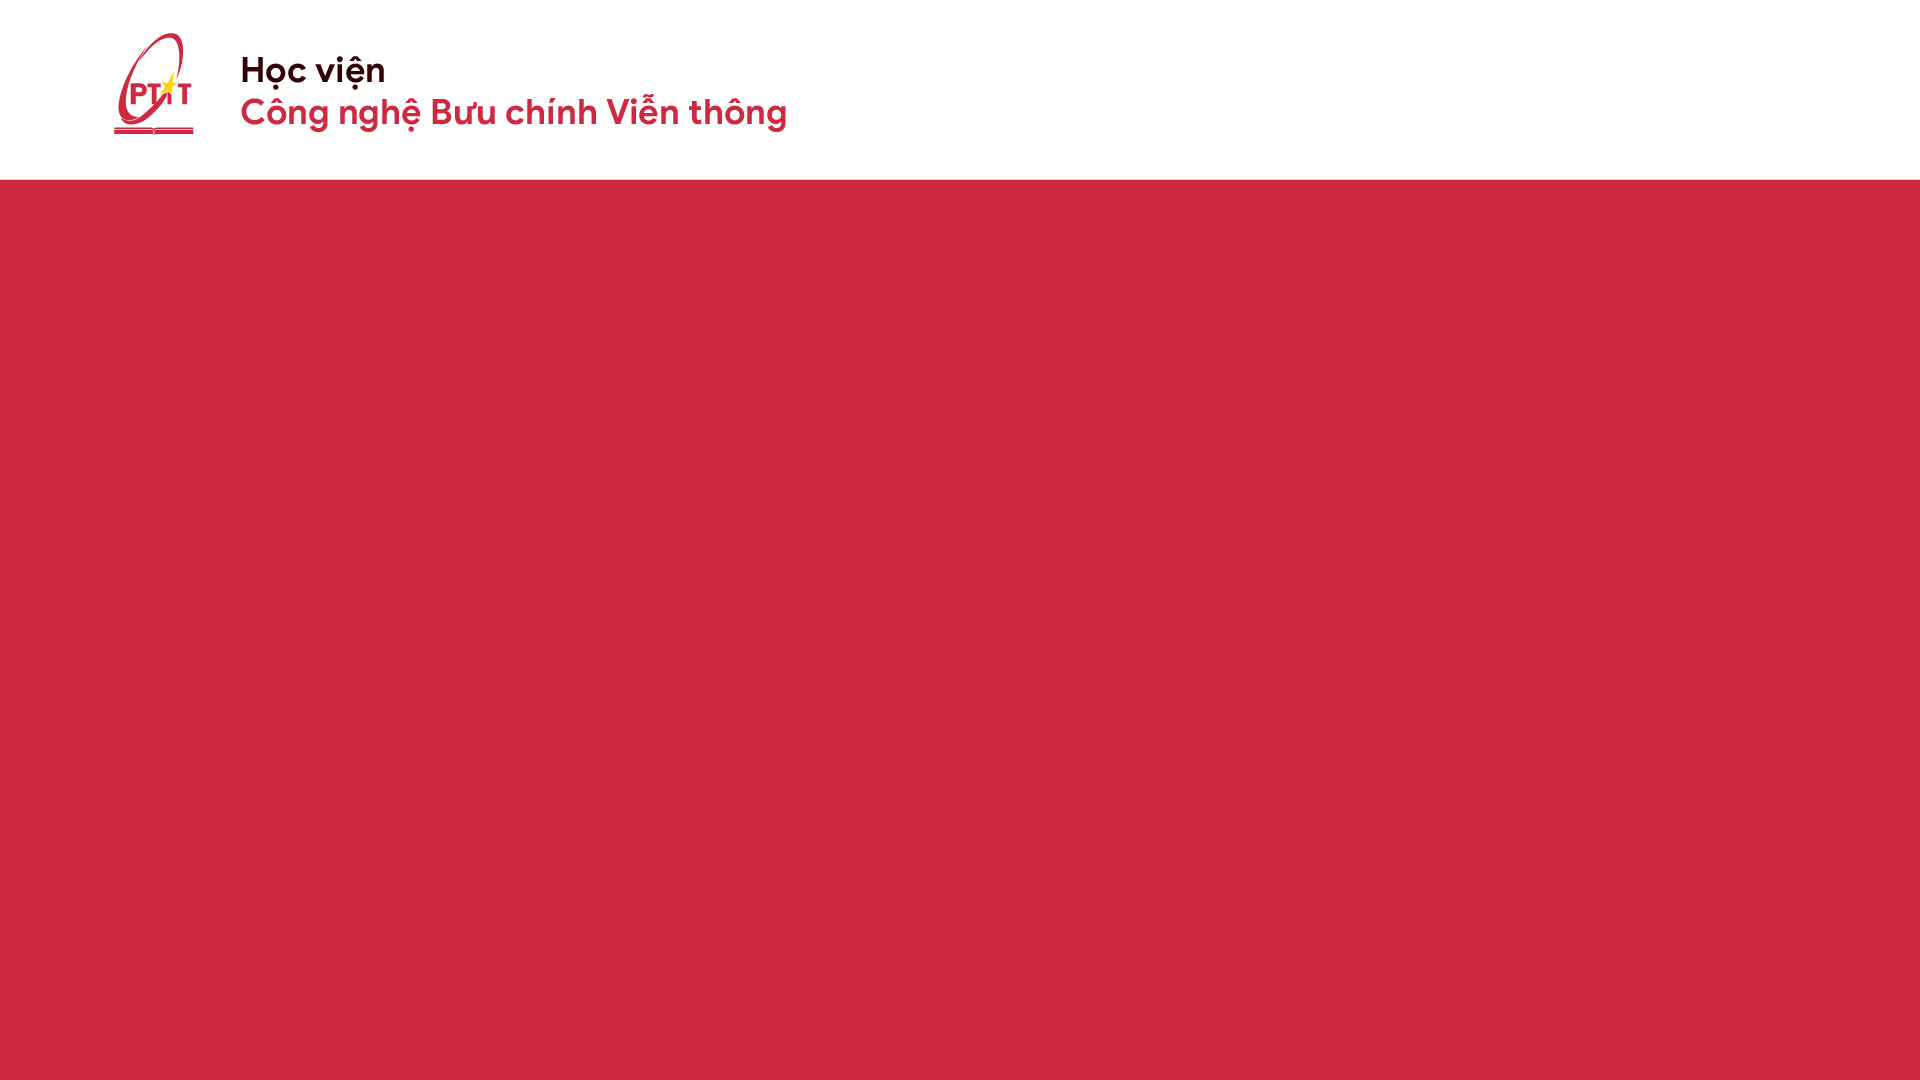 PTIT
Học viện
Công nghệ Bưu chính Viễn thông